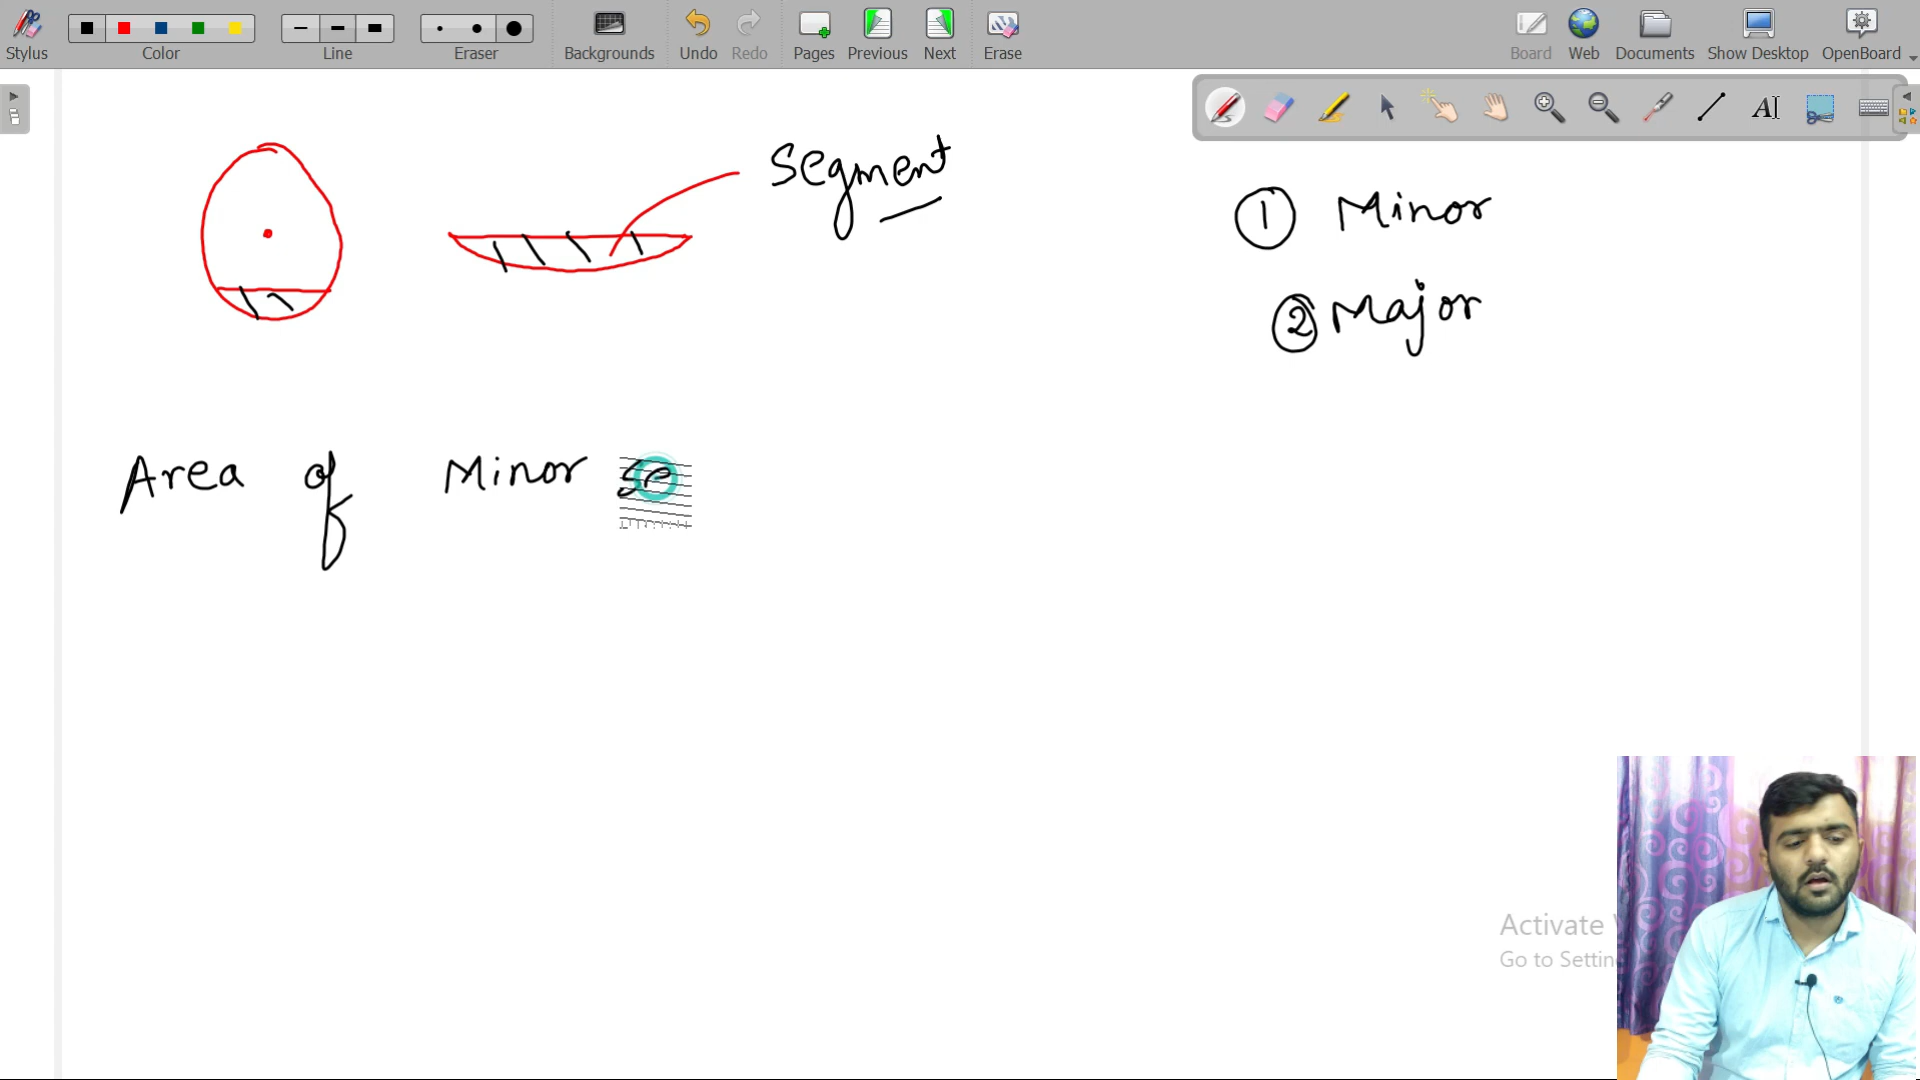 Stylus
Color
Line
Eraser
Backgrounds
Undo
Redo
Pages
Previous
Next
Erase
Board
Web
Documents
Show Desktop
OpenBoard
Segment
① Minor
② Major
Area of Minor se
Activate
Go to Settin